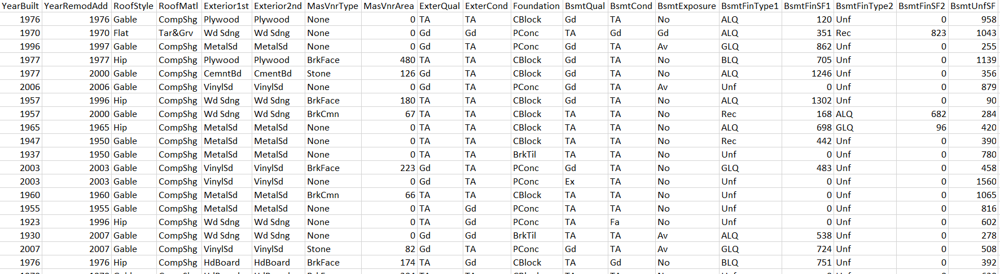 YearBuilt YearRemodAdd RoofStyle RoofMatl Exterior1st Exterior2nd MasVnrType MasVnrArea ExterQual ExterCond Foundation BsmtQual BsmtCond BsmtExposure BsmtFinType1 BsmtFinSF1 BsmtFinType2 BsmtFinSF2 BsmtUnfSF
1976 1976 Gable CompShg Plywood Plywood None 0 TA TA CBlock Gd TA No ALQ 120 Unf 0 958
1970 1970 Flat Tar&Grv Wd Sdng Wd Sdng None 0 Gd Gd PConc TA Gd Gd ALQ 351 Rec 823 1043
1996 1997 Gable CompShg MetalSd MetalSd None 0 Gd TA PConc Gd TA Av GLQ 862 Unf 0 255
1977 1977 Hip CompShg Plywood Plywood BrkFace 480 TA TA CBlock Gd TA No BLQ 705 Unf 0 1139
1977 2000 Gable CompShg CemntBd CmentBd Stone 126 Gd TA CBlock Gd TA No ALQ 1246 Unf 0 356
2006 2006 Gable CompShg VinylSd VinylSd None 0 Gd TA PConc Gd TA Av Unf 0 Unf 0 879
1957 1996 Hip CompShg Wd Sdng Wd Sdng BrkFace 180 TA TA CBlock Gd TA No ALQ 1302 Unf 0 90
1957 2000 Gable CompShg Wd Sdng Wd Sdng BrkCmn 67 TA TA CBlock TA TA No Rec 168 ALQ 682 284
1965 1965 Hip CompShg MetalSd MetalSd None 0 TA TA CBlock TA TA No ALQ 698 GLQ 96 420
1947 1950 Gable CompShg MetalSd MetalSd None 0 TA TA CBlock TA TA No Rec 442 Unf 0 390
1937 1950 Gable CompShg MetalSd MetalSd None 0 TA TA BrkTil TA TA No Unf 0 Unf 0 780
2003 2003 Gable CompShg VinylSd VinylSd BrkFace 223 Gd TA PConc Gd TA No GLQ 483 Unf 0 458
2003 2003 Gable CompShg VinylSd VinylSd None 0 Gd TA PConc Ex TA No Unf 0 Unf 0 1560
1960 1960 Gable CompShg MetalSd MetalSd BrkCmn 66 TA TA CBlock TA TA No Unf 0 Unf 0 1065
1955 1955 Gable CompShg MetalSd MetalSd None 0 TA Gd PConc TA TA No Unf 0 Unf 0 816
1923 1996 Hip CompShg Wd Sdng Wd Sdng None 0 TA Gd PConc TA Fa No Unf 0 Unf 0 602
1930 2007 Gable CompShg Wd Sdng Wd Sdng None 0 Gd Gd BrkTil TA TA Av ALQ 538 Unf 0 278
2007 2007 Gable CompShg VinylSd VinylSd Stone 82 Gd TA PConc Gd TA Av GLQ 724 Unf 0 508
1976 1976 Hip CompShg HdBoard HdBoard BrkFace 174 TA Gd CBlock TA Gd No BLQ 751 Unf 0 392